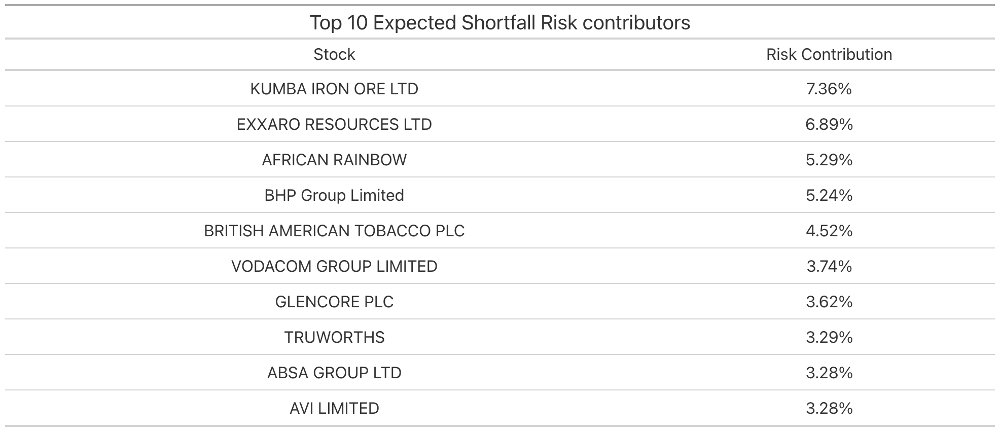 Top 10 Expected Shortfall Risk contributors
Stock Risk Contribution
KUMBA IRON ORE LTD 7.36%
EXXARO RESOURCES LTD 6.89%
AFRICAN RAINBOW 5.29%
BHP Group Limited 5.24%
BRITISH AMERICAN TOBACCO PLC 4.52%
VODACOM GROUP LIMITED 3.74%
GLENCORE PLC 3.62%
TRUWORTHS 3.29%
ABSA GROUP LTD 3.28%
AVI LIMITED 3.28%